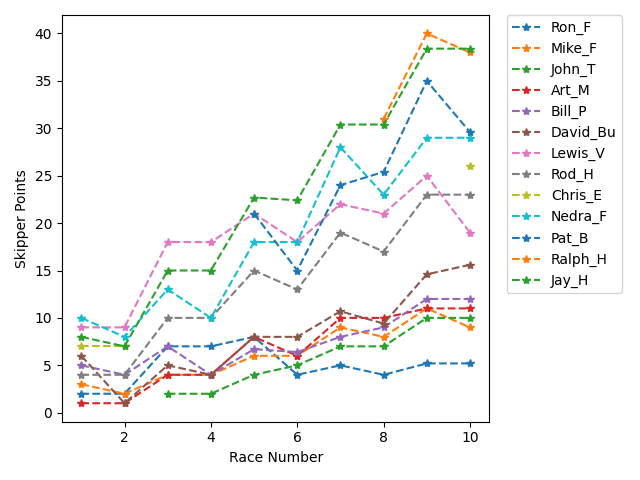 40
35
30
25
20
15
10
5
0
Skipper Points
2 4 6 8 10
Race Number
Ron_F
Mike_F
John_T
Art_M
Bill_P
David_Bu
Lewis_V
Rod_H
Chris_E
Nedra_F
Pat_B
Ralph_H
Jay_H